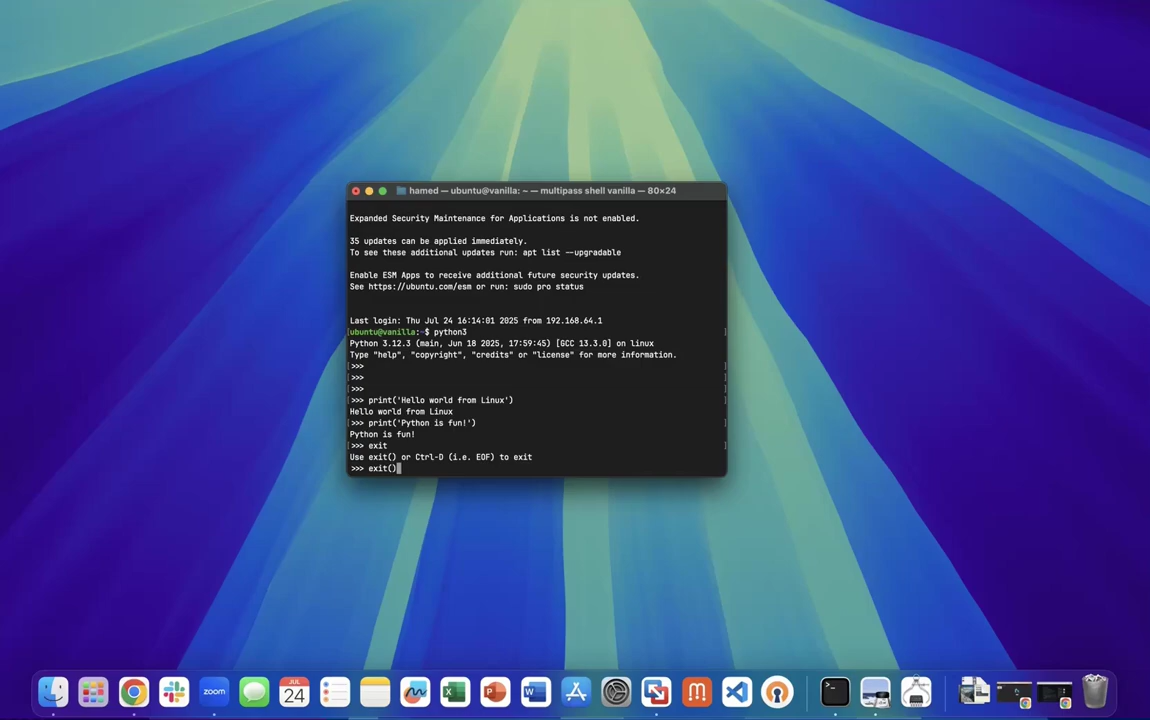 hamed — ubuntu@vanilla: ~ — multipass shell vanilla — 80×24
Expanded Security Maintenance for Applications is not enabled.
35 updates can be applied immediately.
To see these additional updates run: apt list --upgradable
Enable ESM Apps to receive additional future security updates.
See https://ubuntu.com/esm or run: sudo pro status
Last login: Thu Jul 24 16:14:01 2025 from 192.168.64.1
[ubuntu@vanilla:~$ python3 ]
Python 3.12.3 (main, Jun 18 2025, 17:59:45) [GCC 13.3.0] on linux
Type "help", "copyright", "credits" or "license" for more information.
[>>> ]
[>>> ]
[>>> ]
[>>> print('Hello world from Linux') ]
Hello world from Linux
[>>> print('Python is fun!') ]
Python is fun!
[>>> exit ]
Use exit() or Ctrl-D (i.e. EOF) to exit
>>> exit()
zoom
JUL
24
X
P
W
>_